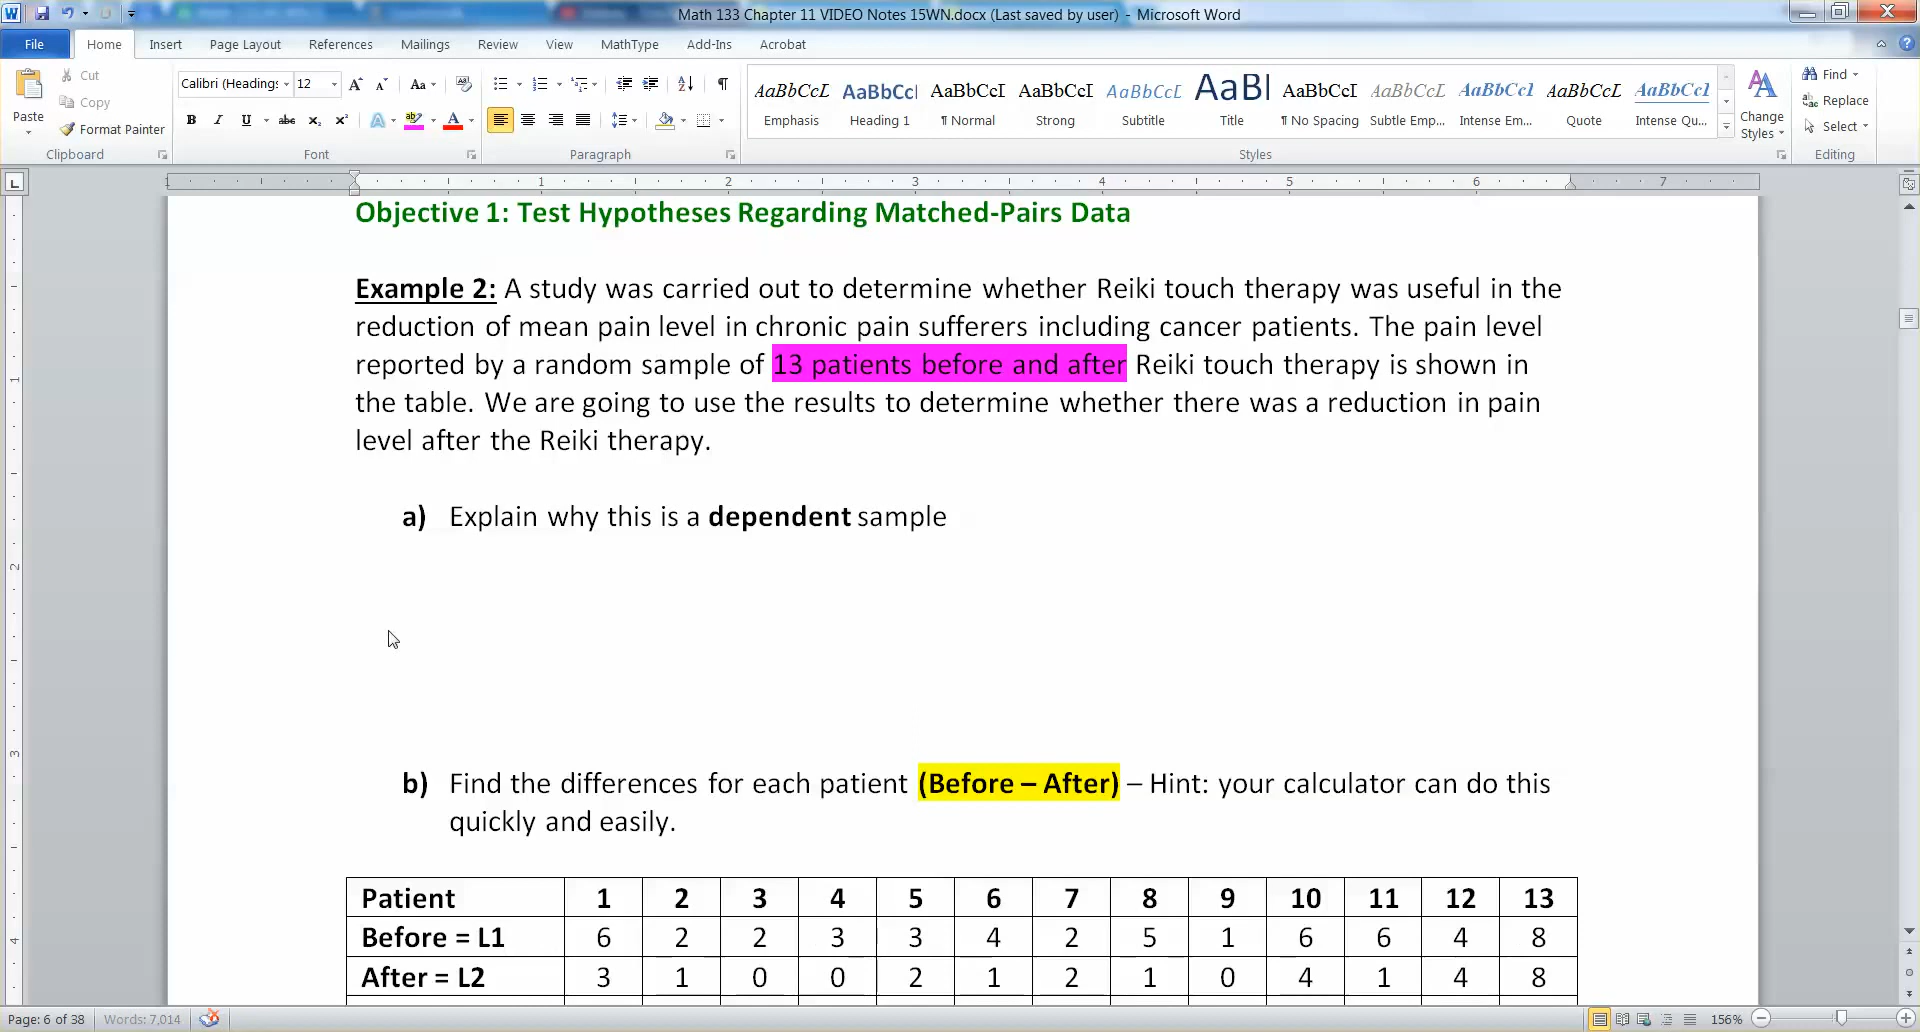 Math 133 Chapter 11 VIDEO Notes 15WN.docx (Last saved by user) - Microsoft Word
File Home Insert Page Layout References Mailings Review View MathType Add-Ins Acrobat
Paste
Cut
Copy
Format Painter
Clipboard
Calibri (Headings 12
Font
Paragraph
AaBbCcL AaBbCcI AaBbCcI AaBbCcI AaBbCcL AaBl AaBbCcI AaBbCcL AaBbCcI AaBbCcL AaBbCcI
Emphasis Heading 1 ¶ Normal Strong Subtitle Title ¶ No Spacing Subtle Emp... Intense Em... Quote Intense Qu...
Styles
Change
Styles
Find
Replace
Select
Editing
1 1 2 3 4 5 6 7
Objective 1: Test Hypotheses Regarding Matched-Pairs Data
Example 2: A study was carried out to determine whether Reiki touch therapy was useful in the
reduction of mean pain level in chronic pain sufferers including cancer patients. The pain level
reported by a random sample of 13 patients before and after Reiki touch therapy is shown in
the table. We are going to use the results to determine whether there was a reduction in pain
level after the Reiki therapy.
a) Explain why this is a dependent sample
b) Find the differences for each patient (Before – After) – Hint: your calculator can do this
quickly and easily.
Patient 1 2 3 4 5 6 7 8 9 10 11 12 13
Before = L1 6 2 2 3 3 4 2 5 1 6 6 4 8
After = L2 3 1 0 0 2 1 2 1 0 4 1 4 8
Page: 6 of 38 Words: 7,014 156%